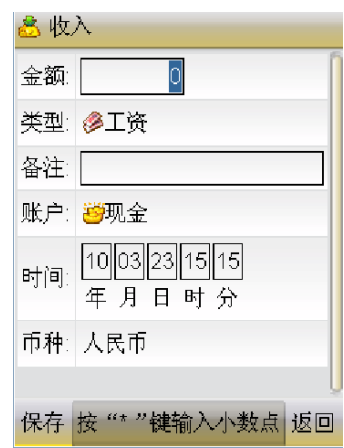 收入
金额: 0
类型: 工资
备注:
账户: 现金
时间: 10 03 23 15 15
年 月 日 时 分
币种: 人民币
保存 按“*”键输入小数点 返回